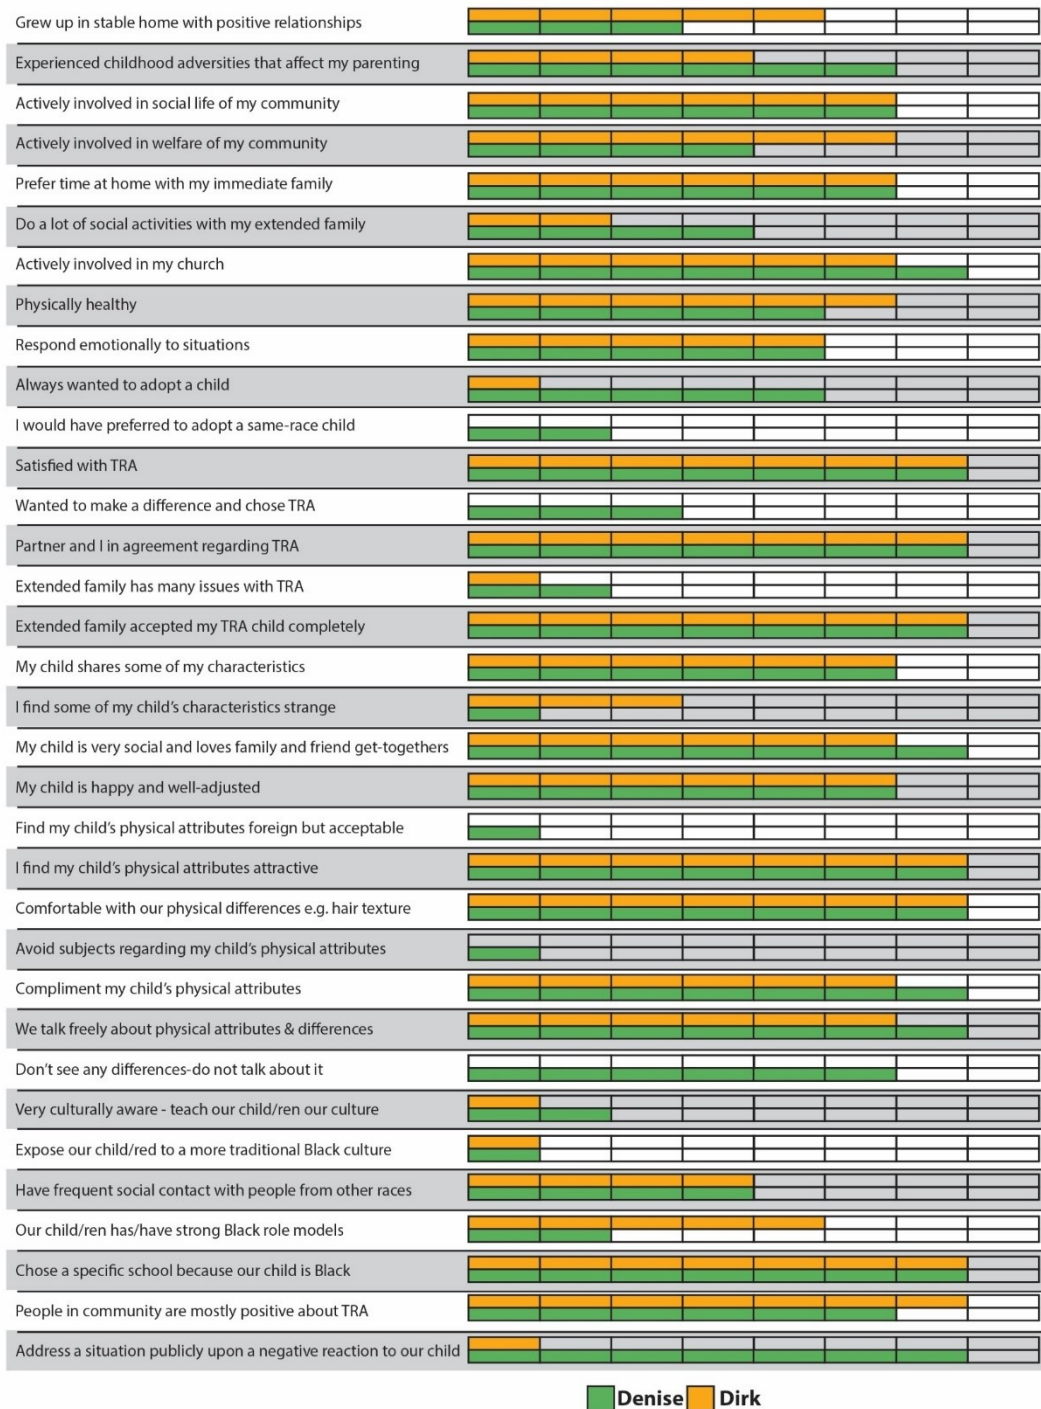 Grew up in stable home with positive relationships
Experienced childhood adversities that affect my parenting
Actively involved in social life of my community
Actively involved in welfare of my community
Prefer time at home with my immediate family
Do a lot of social activities with my extended family
Actively involved in my church
Physically healthy
Respond emotionally to situations
Always wanted to adopt a child
I would have preferred to adopt a same-race child
Satisfied with TRA
Wanted to make a difference and chose TRA
Partner and I in agreement regarding TRA
Extended family has many issues with TRA
Extended family accepted my TRA child completely
My child shares some of my characteristics
I find some of my child’s characteristics strange
My child is very social and loves family and friend get-togethers
My child is happy and well-adjusted
Find my child’s physical attributes foreign but acceptable
I find my child’s physical attributes attractive
Comfortable with our physical differences e.g. hair texture
Avoid subjects regarding my child’s physical attributes
Compliment my child’s physical attributes
We talk freely about physical attributes & differences
Don’t see any differences-do not talk about it
Very culturally aware - teach our child/ren our culture
Expose our child/red to a more traditional Black culture
Have frequent social contact with people from other races
Our child/ren has/have strong Black role models
Chose a specific school because our child is Black
People in community are mostly positive about TRA
Address a situation publicly upon a negative reaction to our child
Denise Dirk